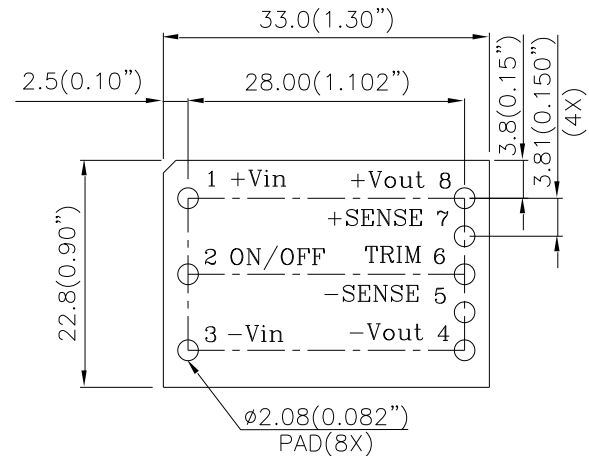 33.0(1.30")
2.5(0.10")
28.00(1.102")
3.8(0.15")
3.81(0.150")
(4X)
1 +Vin
+Vout 8
+SENSE 7
2 ON/OFF
TRIM 6
-SENSE 5
3 -Vin
-Vout 4
22.8(0.90")
ø2.08(0.082")
PAD(8X)